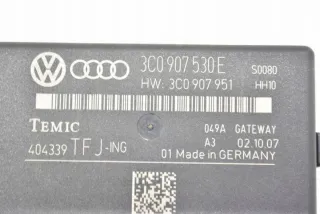 3C0 907 530 E S0080
HW: 3C0 907 951 HH10
TEMIC 049A GATEWAY
404339 TFJ-ING A3 02.10.07
01 Made in GERMANY